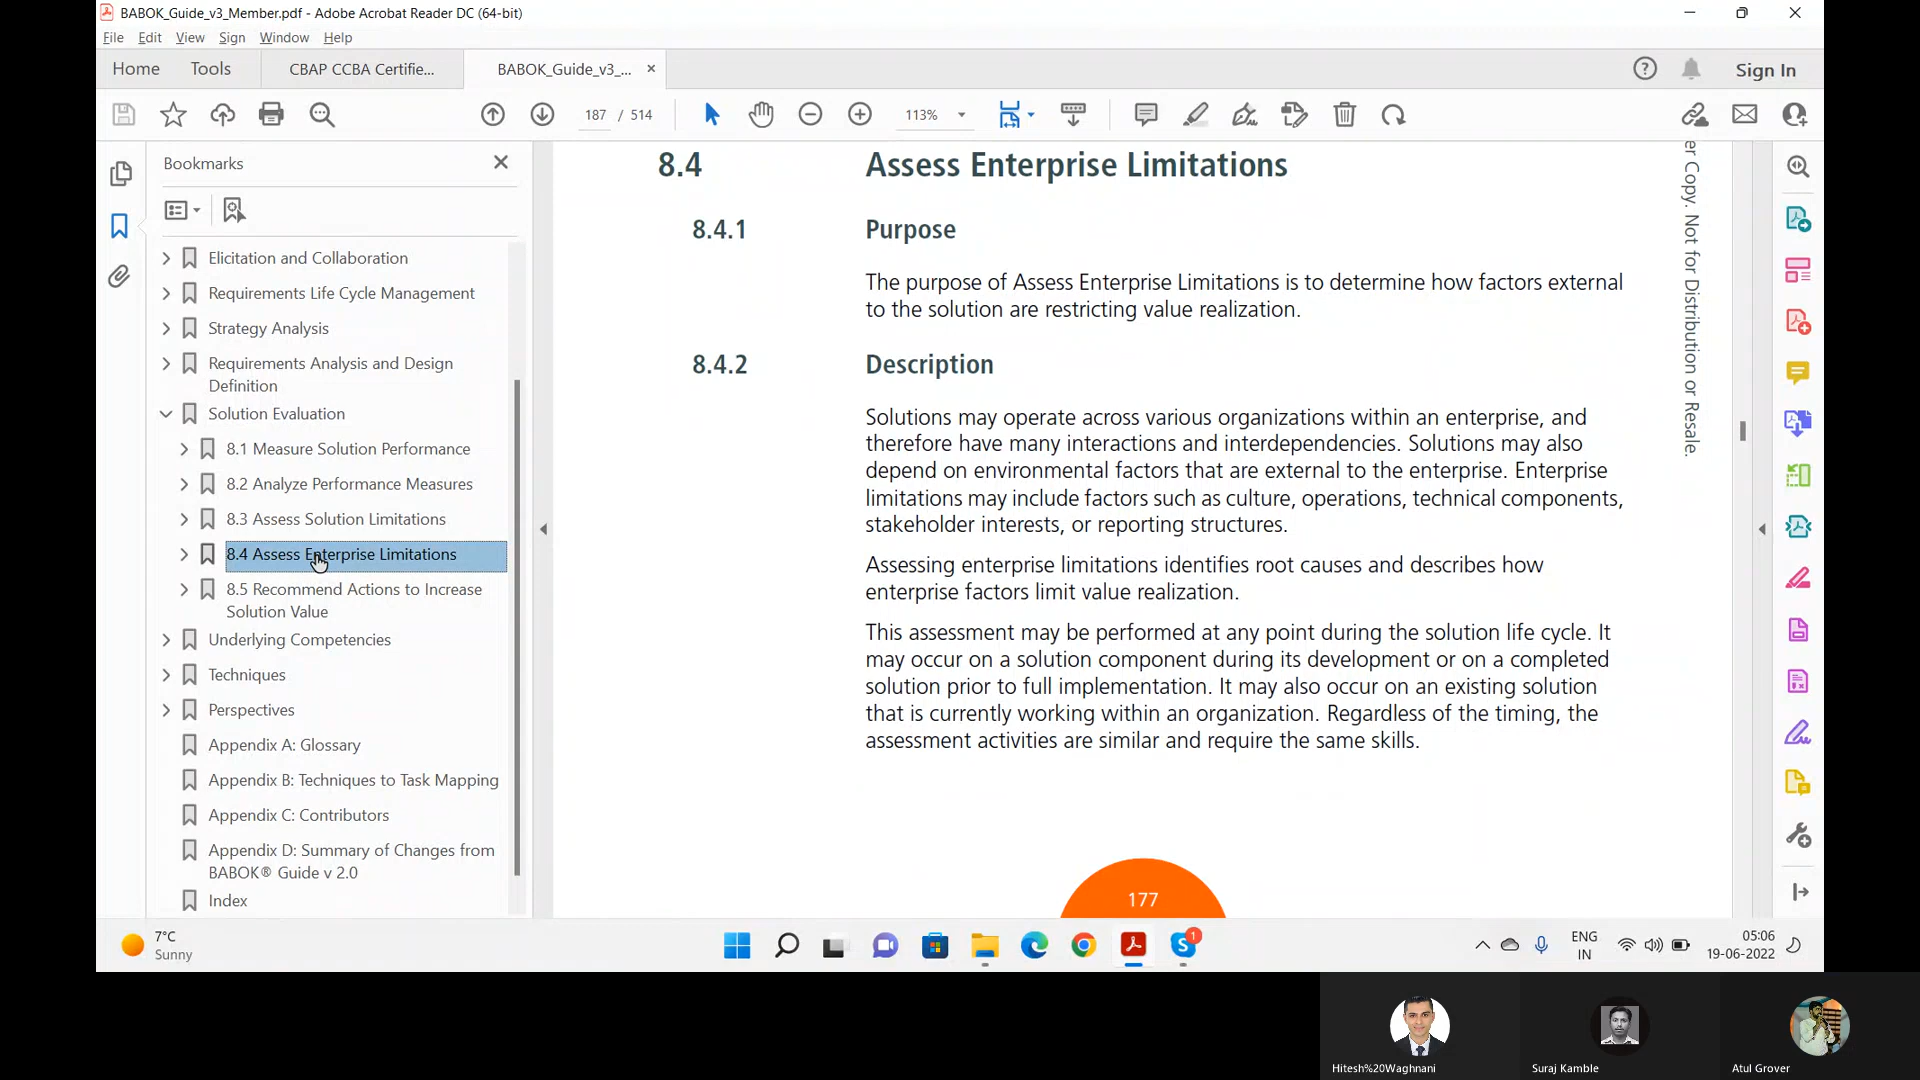 BABOK_Guide_v3_Member.pdf - Adobe Acrobat Reader DC (64-bit)
File Edit View Sign Window Help
Home Tools CBAP CCBA Certifie... BABOK_Guide_v3_... Sign In
187 / 514 113%
Bookmarks
Elicitation and Collaboration
Requirements Life Cycle Management
Strategy Analysis
Requirements Analysis and Design
Definition
Solution Evaluation
8.1 Measure Solution Performance
8.2 Analyze Performance Measures
8.3 Assess Solution Limitations
8.4 Assess Enterprise Limitations
8.5 Recommend Actions to Increase
Solution Value
Underlying Competencies
Techniques
Perspectives
Appendix A: Glossary
Appendix B: Techniques to Task Mapping
Appendix C: Contributors
Appendix D: Summary of Changes from
BABOK® Guide v 2.0
Index
8.4 Assess Enterprise Limitations
8.4.1 Purpose
The purpose of Assess Enterprise Limitations is to determine how factors external
to the solution are restricting value realization.
8.4.2 Description
Solutions may operate across various organizations within an enterprise, and
therefore have many interactions and interdependencies. Solutions may also
depend on environmental factors that are external to the enterprise. Enterprise
limitations may include factors such as culture, operations, technical components,
stakeholder interests, or reporting structures.
Assessing enterprise limitations identifies root causes and describes how
enterprise factors limit value realization.
This assessment may be performed at any point during the solution life cycle. It
may occur on a solution component during its development or on a completed
solution prior to full implementation. It may also occur on an existing solution
that is currently working within an organization. Regardless of the timing, the
assessment activities are similar and require the same skills.
177
er Copy. Not for Distribution or Resale.
7°C
Sunny
1
ENG
IN
05:06
19-06-2022
Hitesh%20Waghnani
Suraj Kamble
Atul Grover